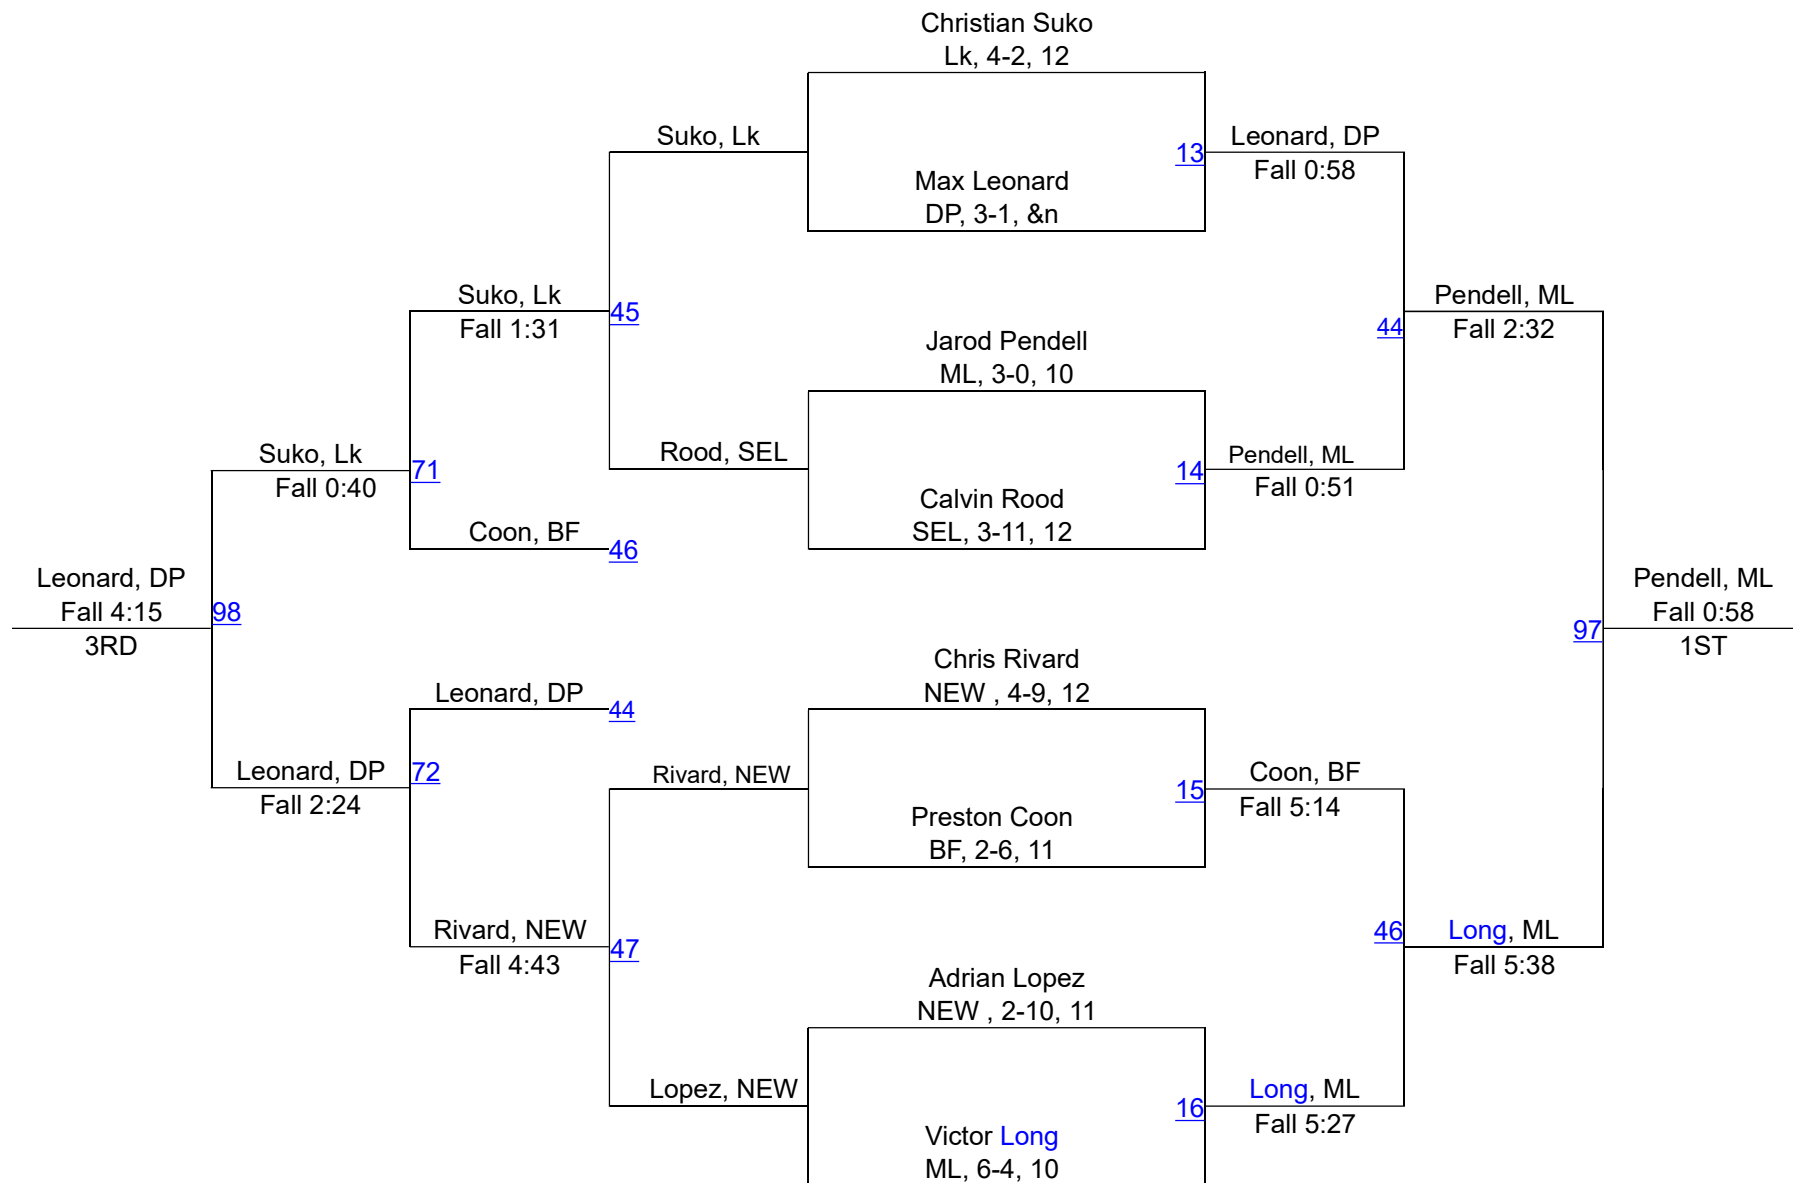 Christian Suko
Lk, 4-2, 12
Suko, Lk
13
Leonard, DP
Fall 0:58
Max Leonard
DP, 3-1, &n
Suko, Lk
Fall 1:31
45
Jarod Pendell
ML, 3-0, 10
44
Pendell, ML
Fall 2:32
Suko, Lk
Fall 0:40
71
Rood, SEL
14
Pendell, ML
Fall 0:51
Calvin Rood
SEL, 3-11, 12
Coon, BF
46
Leonard, DP
Fall 4:15
3RD
98
97
Pendell, ML
Fall 0:58
1ST
Chris Rivard
NEW , 4-9, 12
Leonard, DP
44
Leonard, DP
Fall 2:24
72
Rivard, NEW
15
Coon, BF
Fall 5:14
Preston Coon
BF, 2-6, 11
Rivard, NEW
Fall 4:43
47
46
Long, ML
Fall 5:38
Adrian Lopez
NEW , 2-10, 11
Lopez, NEW
16
Long, ML
Fall 5:27
Victor Long
ML, 6-4, 10